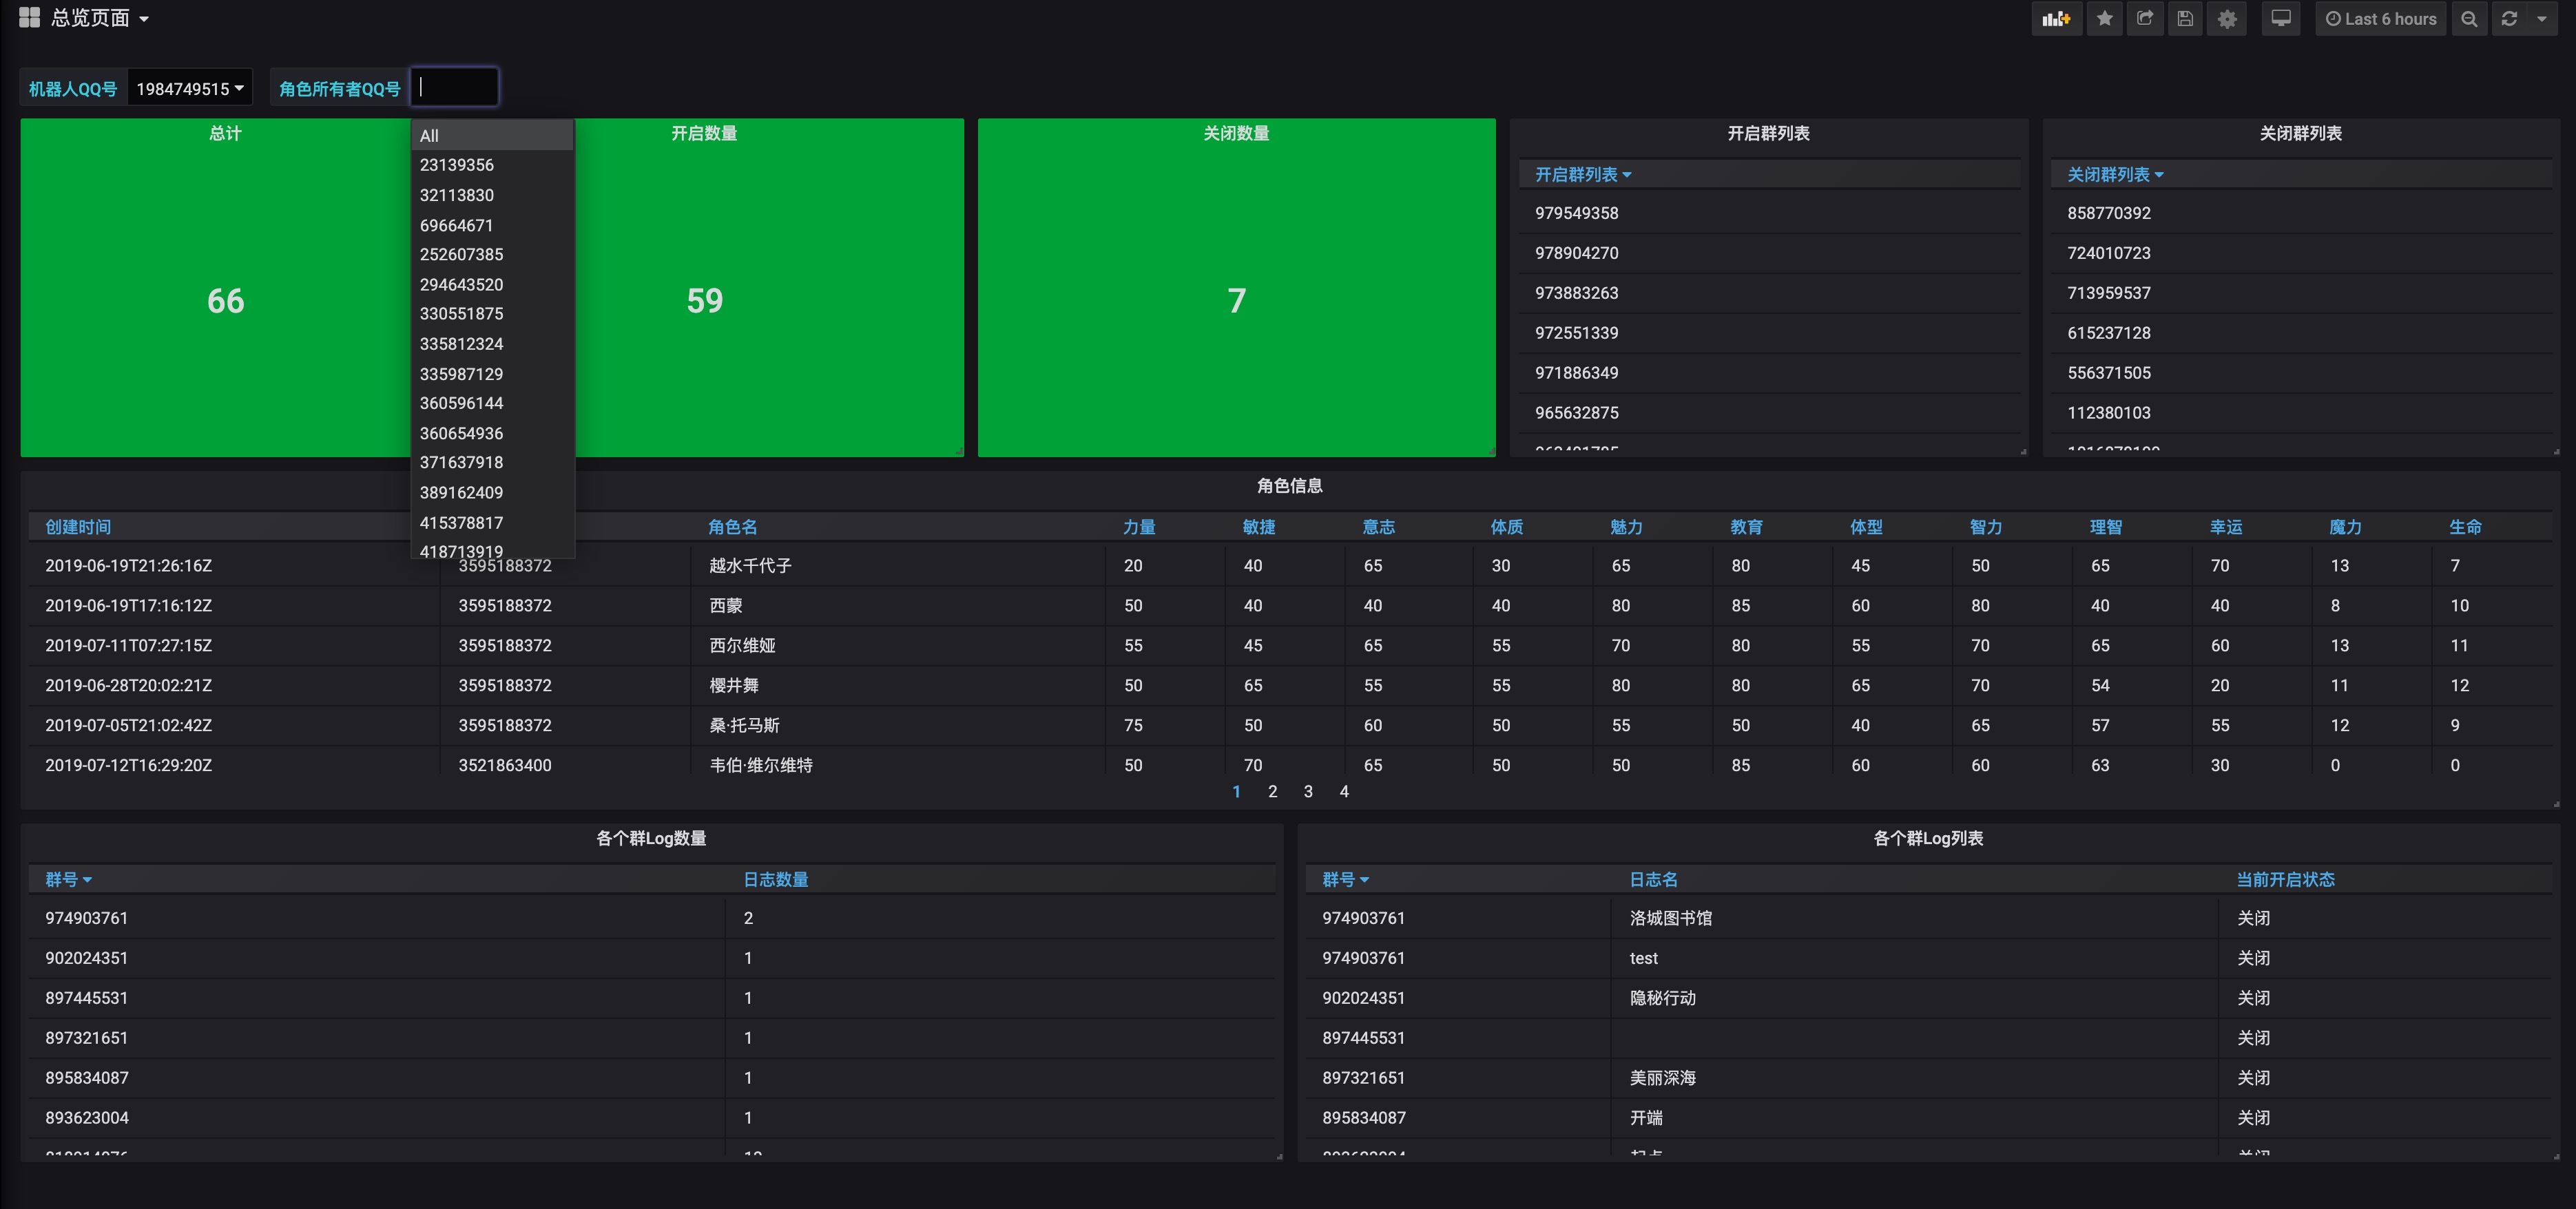 总览页面
Last 6 hours
机器人QQ号 1984749515 角色所有者QQ号
All
23139356
32113830
69664671
252607385
294643520
330551875
335812324
335987129
360596144
360654936
371637918
389162409
415378817
418713919
总计
66
开启数量
59
关闭数量
7
开启群列表
开启群列表
979549358
978904270
973883263
972551339
971886349
965632875
关闭群列表
关闭群列表
858770392
724010723
713959537
615237128
556371505
112380103
角色信息
创建时间 角色名 力量 敏捷 意志 体质 魅力 教育 体型 智力 理智 幸运 魔力 生命
2019-06-19T21:26:16Z 3595188372 越水千代子 20 40 65 30 65 80 45 50 65 70 13 7
2019-06-19T17:16:12Z 3595188372 西蒙 50 40 40 40 80 85 60 80 40 40 8 10
2019-07-11T07:27:15Z 3595188372 西尔维娅 55 45 65 55 70 80 55 70 65 60 13 11
2019-06-28T20:02:21Z 3595188372 樱井舞 50 65 55 55 80 80 65 70 54 20 11 12
2019-07-05T21:02:42Z 3595188372 桑·托马斯 75 50 60 50 55 50 40 65 57 55 12 9
2019-07-12T16:29:20Z 3521863400 韦伯·维尔维特 50 70 65 50 50 85 60 60 63 30 0 0
1 2 3 4
各个群Log数量
群号 日志数量
974903761 2
902024351 1
897445531 1
897321651 1
895834087 1
893623004 1
各个群Log列表
群号 日志名 当前开启状态
974903761 洛城图书馆 关闭
974903761 test 关闭
902024351 隐秘行动 关闭
897445531 关闭
897321651 美丽深海 关闭
895834087 开端 关闭